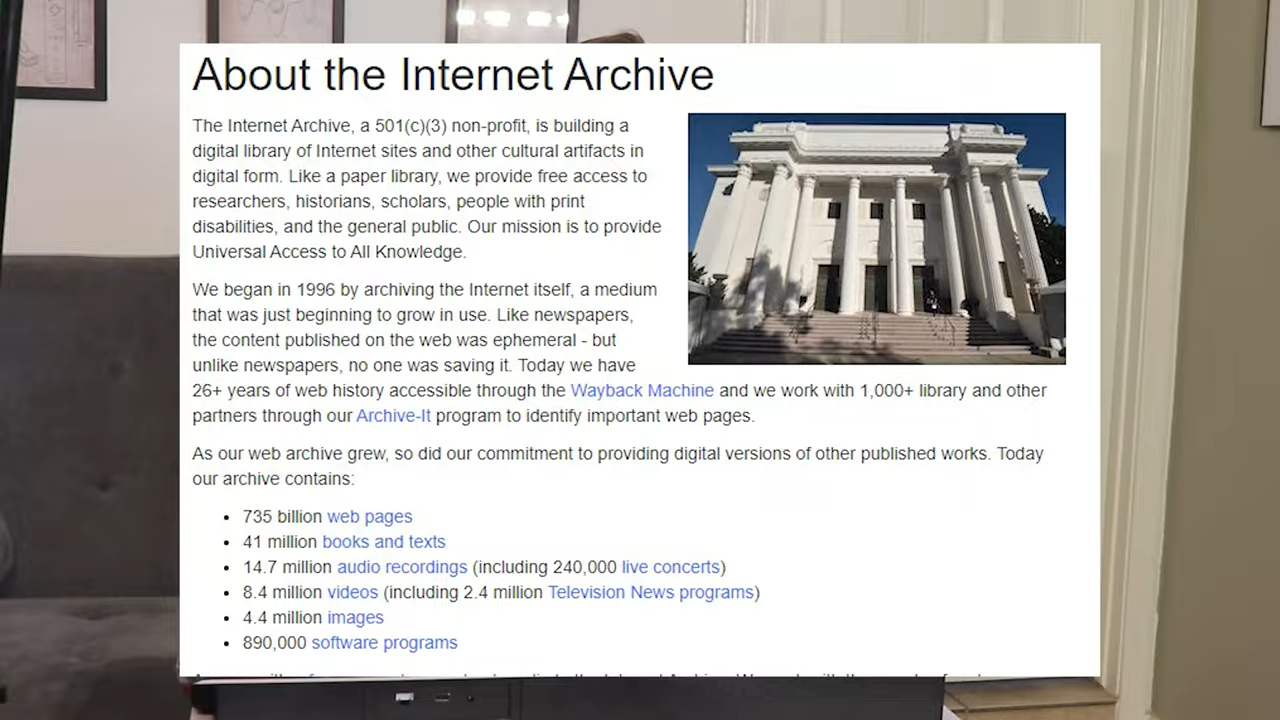 About the Internet Archive
The Internet Archive, a 501(c)(3) non-profit, is building a
digital library of Internet sites and other cultural artifacts in
digital form. Like a paper library, we provide free access to
researchers, historians, scholars, people with print
disabilities, and the general public. Our mission is to provide
Universal Access to All Knowledge.
We began in 1996 by archiving the Internet itself, a medium
that was just beginning to grow in use. Like newspapers,
the content published on the web was ephemeral - but
unlike newspapers, no one was saving it. Today we have
26+ years of web history accessible through the Wayback Machine and we work with 1,000+ library and other
partners through our Archive-It program to identify important web pages.
As our web archive grew, so did our commitment to providing digital versions of other published works. Today
our archive contains:
• 735 billion web pages
• 41 million books and texts
• 14.7 million audio recordings (including 240,000 live concerts)
• 8.4 million videos (including 2.4 million Television News programs)
• 4.4 million images
• 890,000 software programs